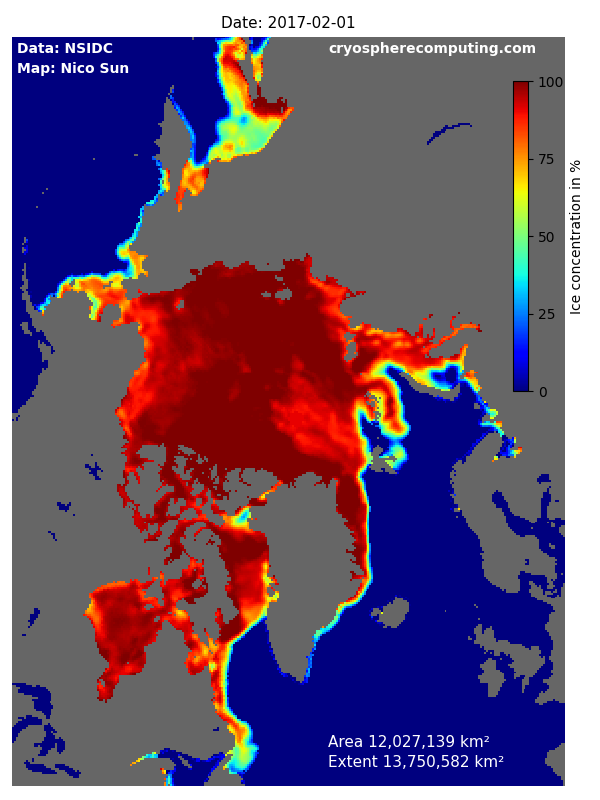 Date: 2017-02-01
Data: NSIDC
cryospherecomputing.com
Map: Nico Sun
100
75
50
25
0
Ice concentration in %
Area 12,027,139 km²
Extent 13,750,582 km²